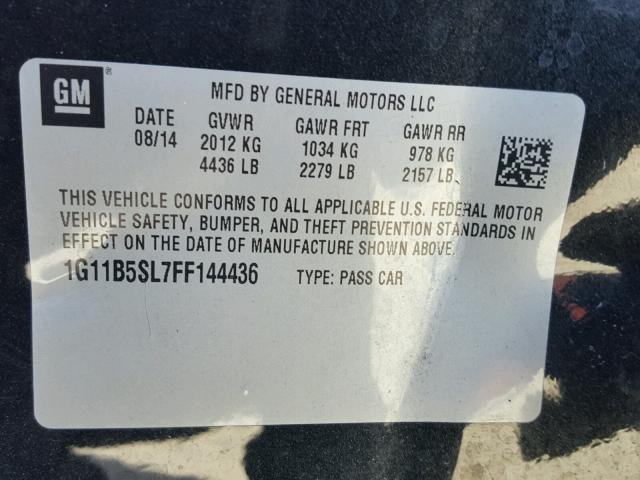 GM
MFD BY GENERAL MOTORS LLC
DATE GVWR GAWR FRT GAWR RR
08/14 2012 KG 1034 KG 978 KG
4436 LB 2279 LB 2157 LB
THIS VEHICLE CONFORMS TO ALL APPLICABLE U.S. FEDERAL MOTOR
VEHICLE SAFETY, BUMPER, AND THEFT PREVENTION STANDARDS IN
EFFECT ON THE DATE OF MANUFACTURE SHOWN ABOVE.
1G11B5SL7FF144436 TYPE: PASS CAR